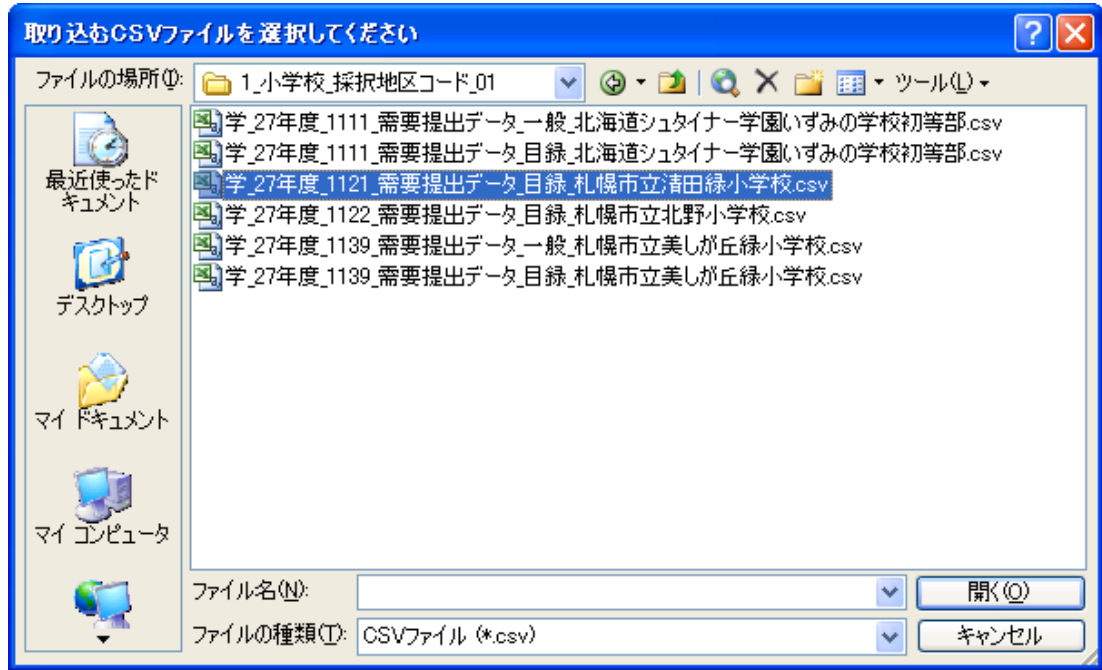 取り込むCSVファイルを選択してください
ファイルの場所(I):
1_小学校_採択地区コード_01
ツール(L)
学_27年度_1111_需要提出データ_一般_北海道シュタイナー学園いずみの学校初等部.csv
学_27年度_1111_需要提出データ_目録_北海道シュタイナー学園いずみの学校初等部.csv
学_27年度_1121_需要提出データ_目録_札幌市立清田緑小学校.csv
学_27年度_1122_需要提出データ_目録_札幌市立北野小学校.csv
学_27年度_1139_需要提出データ_一般_札幌市立美しが丘緑小学校.csv
学_27年度_1139_需要提出データ_目録_札幌市立美しが丘緑小学校.csv
最近使ったド
キュメント
デスクトップ
マイ ドキュメント
マイ コンピュータ
ファイル名(N):
開く(O)
ファイルの種類(T):
CSVファイル (*.csv)
キャンセル